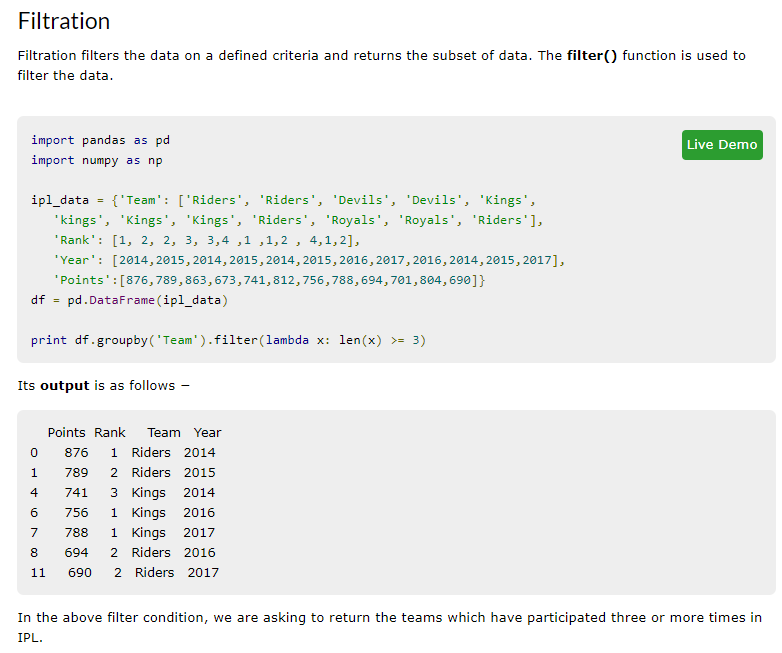 Filtration
Filtration filters the data on a defined criteria and returns the subset of data. The filter() function is used to
filter the data.
import pandas as pd
Live Demo
import numpy as np
ipl_data = {'Team': ['Riders', 'Riders', 'Devils', 'Devils', 'Kings',
'kings', 'Kings', 'Kings', 'Riders', 'Royals', 'Royals', 'Riders'],
'Rank': [1, 2, 2, 3, 3,4 ,1 ,1,2 , 4,1,2],
'Year': [2014,2015,2014,2015,2014,2015,2016,2017,2016,2014,2015,2017],
'Points':[876,789,863,673,741,812,756,788,694,701,804,690]}
df = pd.DataFrame(ipl_data)
print df.groupby('Team').filter(lambda x: len(x) >= 3)
Its output is as follows −
Points Rank Team Year
0 876 1 Riders 2014
1 789 2 Riders 2015
4 741 3 Kings 2014
6 756 1 Kings 2016
7 788 1 Kings 2017
8 694 2 Riders 2016
11 690 2 Riders 2017
In the above filter condition, we are asking to return the teams which have participated three or more times in
IPL.